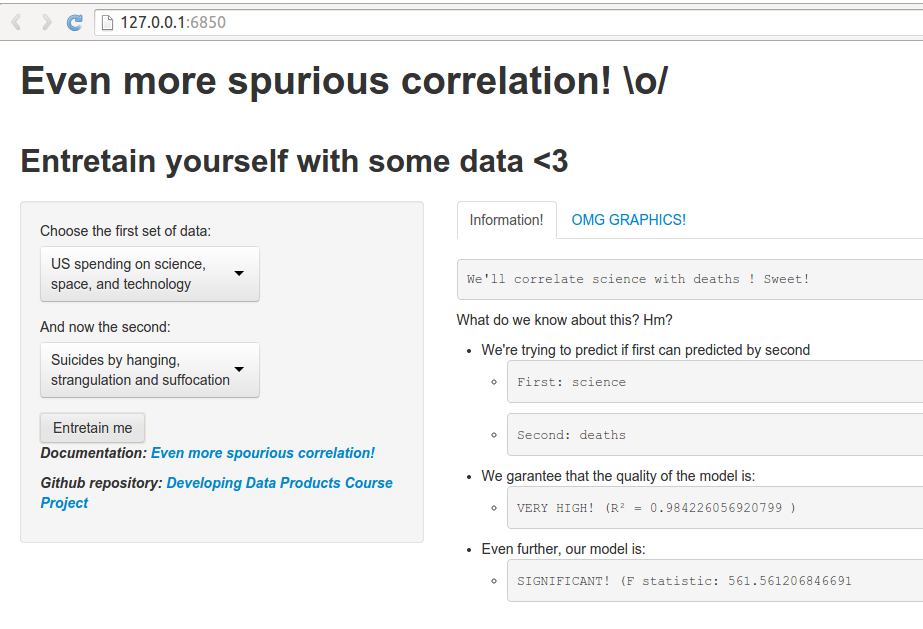 127.0.0.1:6850
Even more spurious correlation! \o/
Entretain yourself with some data <3
Choose the first set of data:
US spending on science,
space, and technology
And now the second:
Suicides by hanging,
strangulation and suffocation
Entretain me
Documentation: Even more spourious correlation!
Github repository: Developing Data Products Course
Project
Information! OMG GRAPHICS!
We'll correlate science with deaths ! Sweet!
What do we know about this? Hm?
We're trying to predict if first can predicted by second
First: science
Second: deaths
We garantee that the quality of the model is:
VERY HIGH! (R² = 0.984226056920799 )
Even further, our model is:
SIGNIFICANT! (F statistic: 561.561206846691